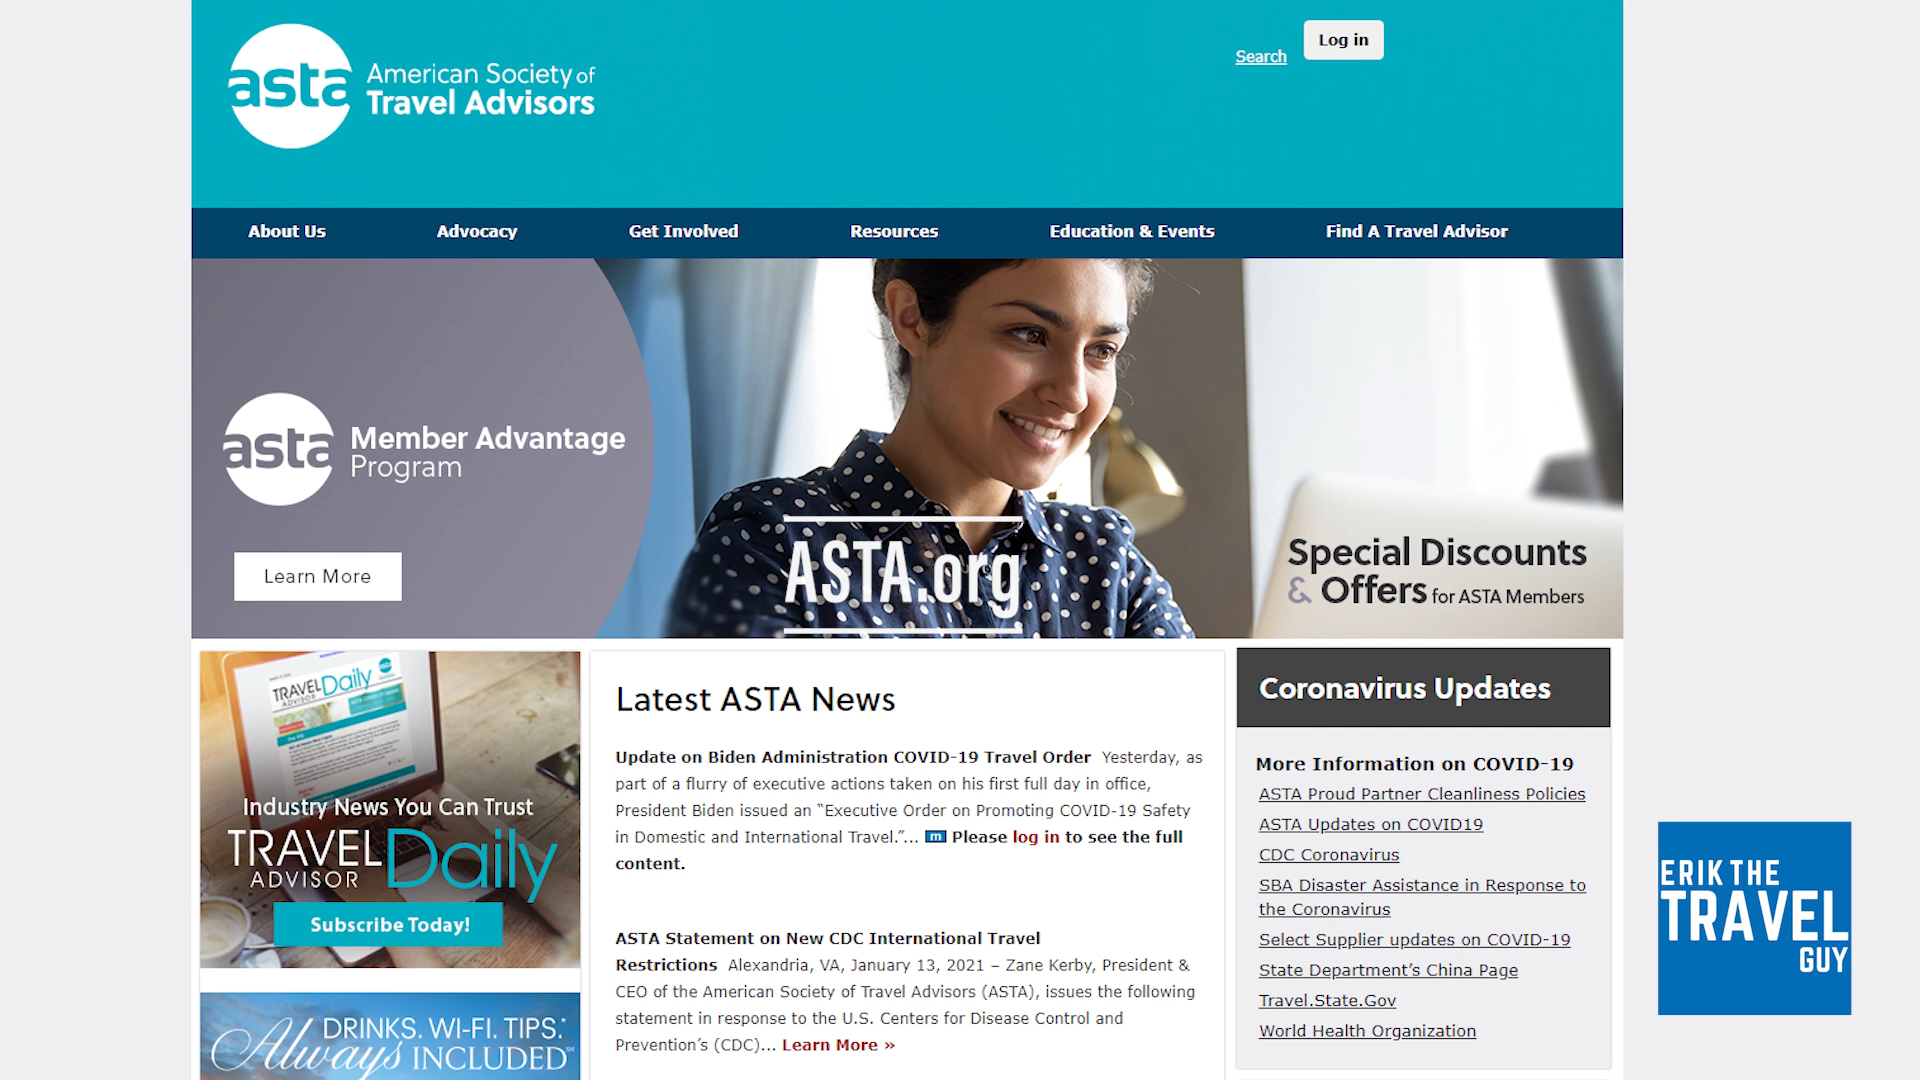 asta American Society of
Travel Advisors
Search
Log in
About Us
Advocacy
Get Involved
Resources
Education & Events
Find A Travel Advisor
asta Member Advantage
Program
Learn More
ASTA.org
Special Discounts
& Offers for ASTA Members
TRAVEL Daily
ADVISOR
Industry News You Can Trust
TRAVEL Daily
ADVISOR
Subscribe Today!
DRINKS. WI-FI. TIPS.*
Always INCLUDED
Latest ASTA News
Update on Biden Administration COVID-19 Travel Order Yesterday, as
part of a flurry of executive actions taken on his first full day in office,
President Biden issued an “Executive Order on Promoting COVID-19 Safety
in Domestic and International Travel.”... m Please log in to see the full
content.
ASTA Statement on New CDC International Travel
Restrictions Alexandria, VA, January 13, 2021 – Zane Kerby, President &
CEO of the American Society of Travel Advisors (ASTA), issues the following
statement in response to the U.S. Centers for Disease Control and
Prevention’s (CDC)... Learn More »
Coronavirus Updates
More Information on COVID-19
ASTA Proud Partner Cleanliness Policies
ASTA Updates on COVID19
CDC Coronavirus
SBA Disaster Assistance in Response to
the Coronavirus
Select Supplier updates on COVID-19
State Department’s China Page
Travel.State.Gov
World Health Organization
ERIK THE
TRAVEL
GUY